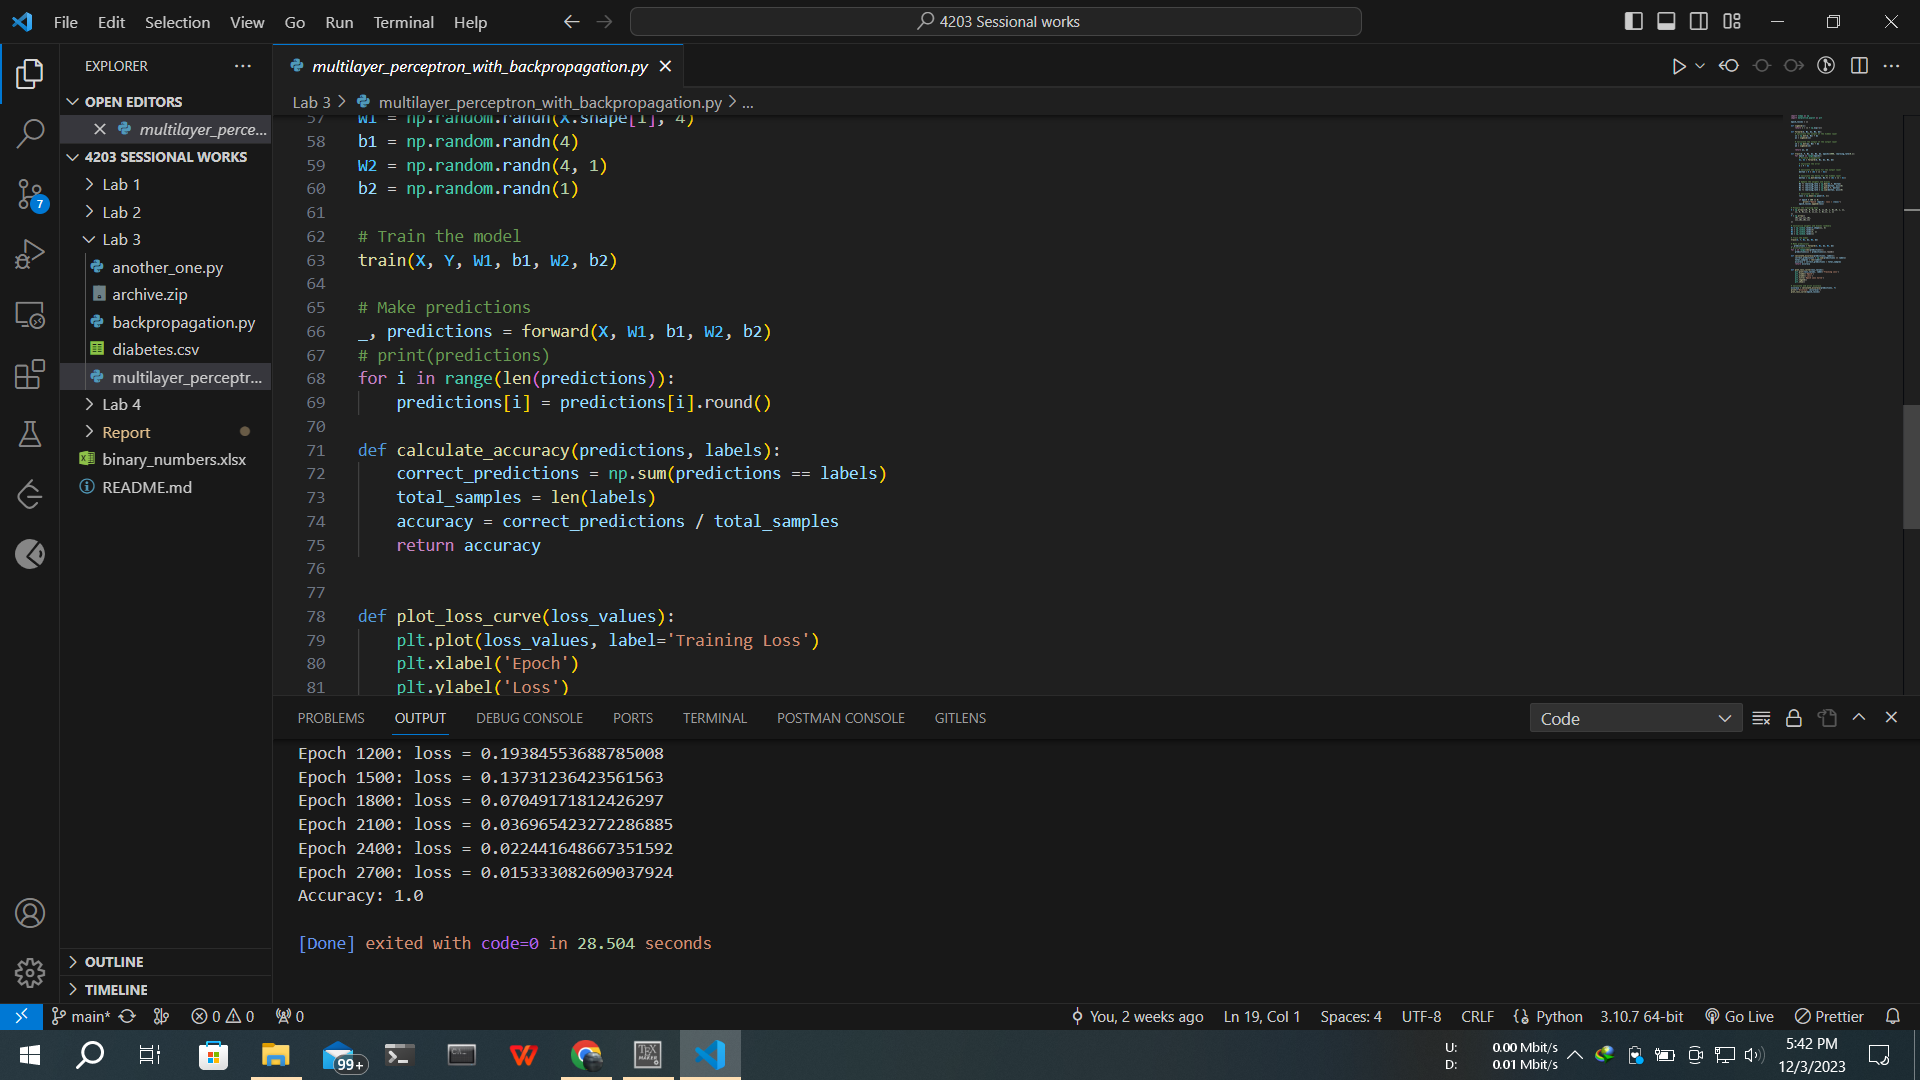 File Edit Selection View Go Run Terminal Help
4203 Sessional works
EXPLORER
OPEN EDITORS
multilayer_perce...
4203 SESSIONAL WORKS
Lab 1
Lab 2
Lab 3
another_one.py
archive.zip
backpropagation.py
diabetes.csv
multilayer_perceptr...
Lab 4
Report
binary_numbers.xlsx
README.md
OUTLINE
TIMELINE
7
multilayer_perceptron_with_backpropagation.py
Lab 3 > multilayer_perceptron_with_backpropagation.py > ...
57 W1 = np.random.randn(X.shape[1], 4)
58 b1 = np.random.randn(4)
59 W2 = np.random.randn(4, 1)
60 b2 = np.random.randn(1)
61
62 # Train the model
63 train(X, Y, W1, b1, W2, b2)
64
65 # Make predictions
66 _, predictions = forward(X, W1, b1, W2, b2)
67 # print(predictions)
68 for i in range(len(predictions)):
69 predictions[i] = predictions[i].round()
70
71 def calculate_accuracy(predictions, labels):
72 correct_predictions = np.sum(predictions == labels)
73 total_samples = len(labels)
74 accuracy = correct_predictions / total_samples
75 return accuracy
76
77
78 def plot_loss_curve(loss_values):
79 plt.plot(loss_values, label='Training Loss')
80 plt.xlabel('Epoch')
81 plt.ylabel('Loss')
PROBLEMS OUTPUT DEBUG CONSOLE PORTS TERMINAL POSTMAN CONSOLE GITLENS
Code
Epoch 1200: loss = 0.19384553688785008
Epoch 1500: loss = 0.13731236423561563
Epoch 1800: loss = 0.07049171812426297
Epoch 2100: loss = 0.036965423272286885
Epoch 2400: loss = 0.022441648667351592
Epoch 2700: loss = 0.015333082609037924
Accuracy: 1.0
[Done] exited with code=0 in 28.504 seconds
main* 0 0 0
You, 2 weeks ago Ln 19, Col 1 Spaces: 4 UTF-8 CRLF Python 3.10.7 64-bit Go Live Prettier
99+
U: 0.00 Mbit/s
D: 0.01 Mbit/s
5:42 PM
12/3/2023